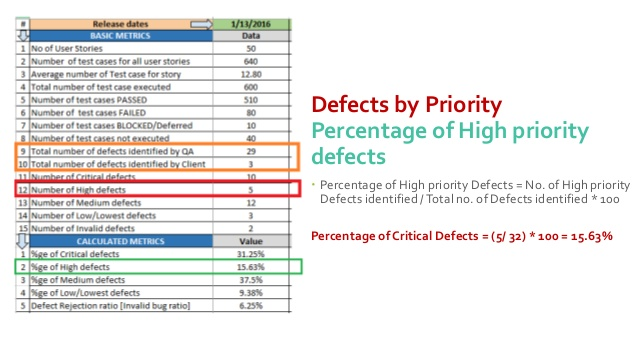 # Release dates 1/13/2016
BASIC METRICS Data
1 No of User Stories 50
2 Number of test cases for all user stories 640
3 Average number of Test case for story 12.80
4 Total number of test case executed 600
5 Number of test cases PASSED 510
6 Number of test cases FAILED 80
7 Number of test cases BLOCKED/Deferred 10
8 Number of test cases not executed 40
9 Total number of defects identified by QA 29
10 Total number of defects identified by Client 3
11 Number of Critical defects 10
12 Number of High defects 5
13 Number of Medium defects 12
14 Number of Low/Lowest defects 3
15 Number of Invalid defects 2
CALCULATED METRICS Value
1 %ge of Critical defects 31.25%
2 %ge of High defects 15.63%
3 %ge of Medium defects 37.5%
4 %ge of Low/Lowest defects 9.38%
5 Defect Rejection ratio [Invalid bug ratio] 6.25%
Defects by Priority
Percentage of High priority
defects
• Percentage of High priority Defects = No. of High priority
Defects identified / Total no. of Defects identified * 100
Percentage of Critical Defects = (5/ 32) * 100 = 15.63%